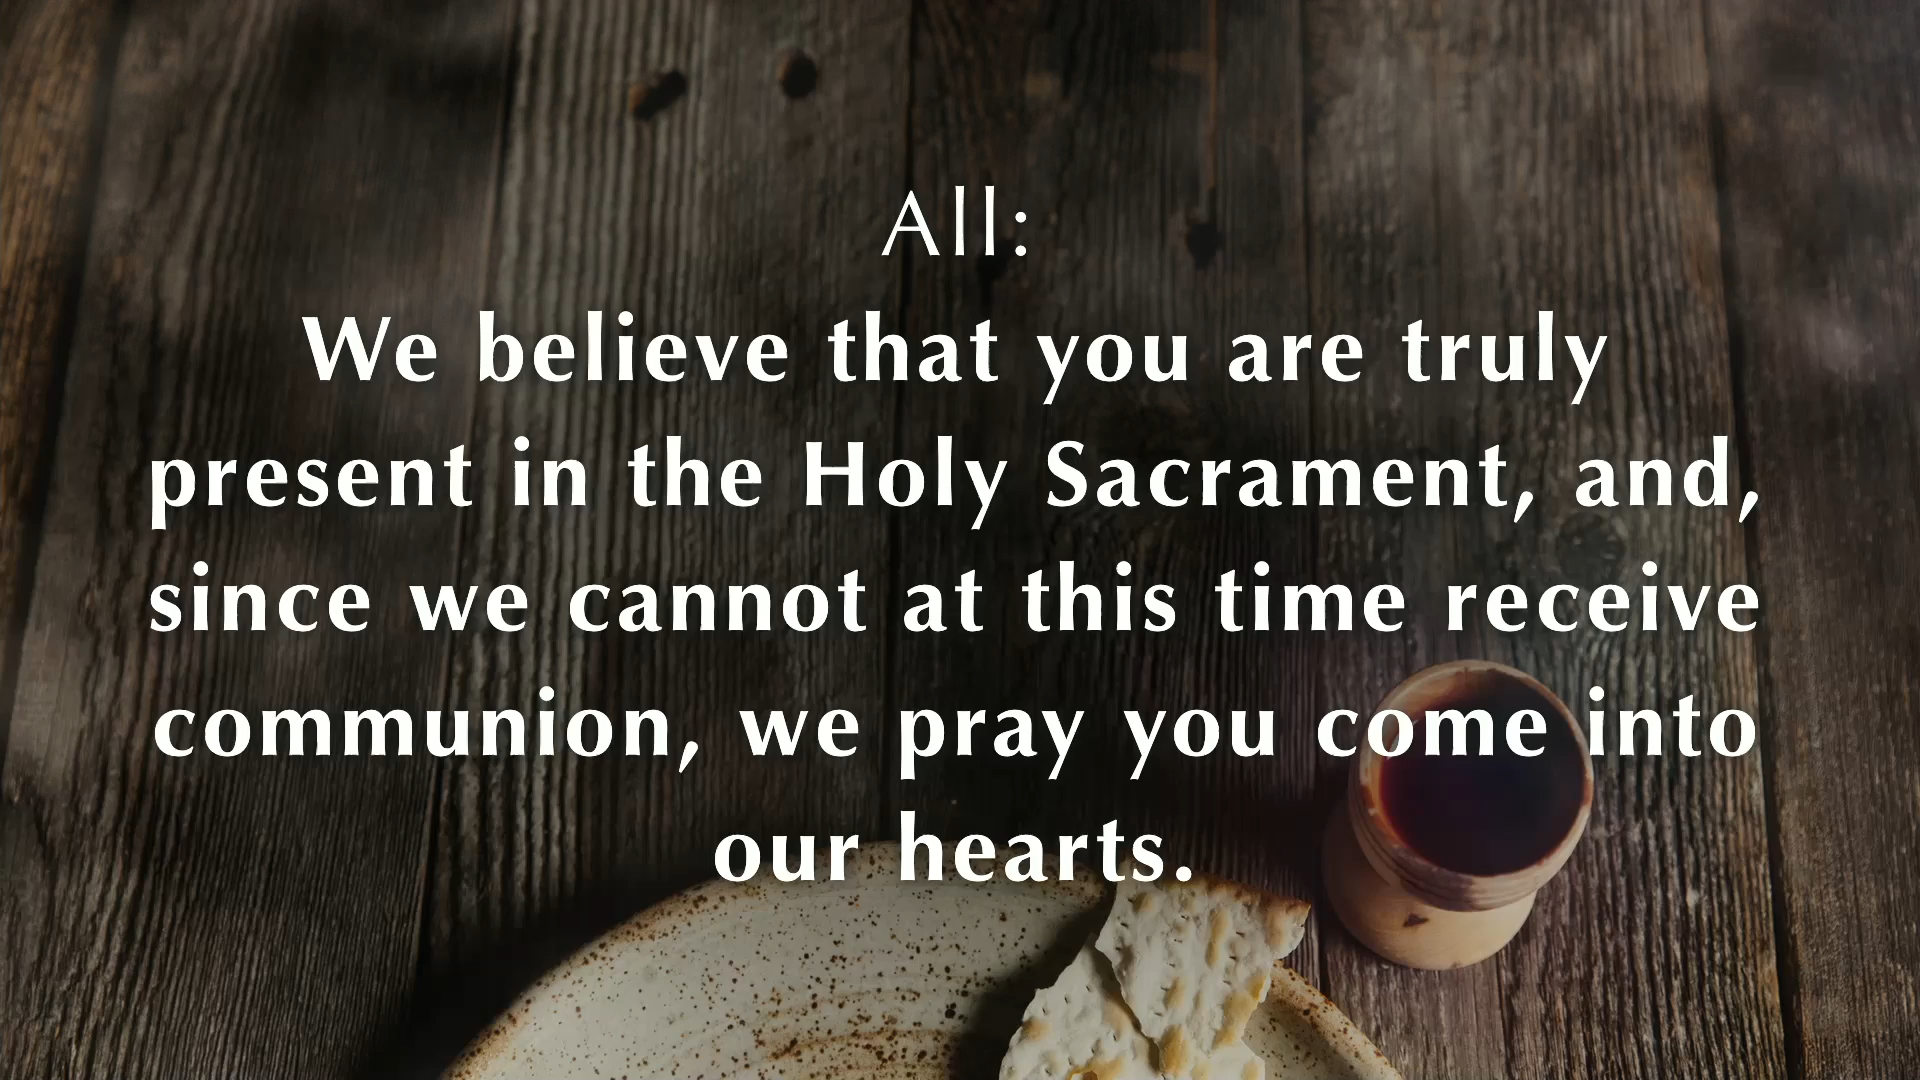 All:
We believe that you are truly
present in the Holy Sacrament, and,
since we cannot at this time receive
communion, we pray you come into
our hearts.